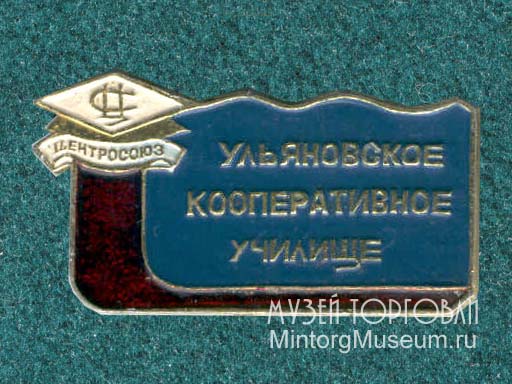 ЦЕНТРОСОЮЗ
УЛЬЯНОВСКОЕ
КООПЕРАТИВНОЕ
УЧИЛИЩЕ
МУЗЕЙ ТОРГОВЛИ
MintorgMuseum.ru